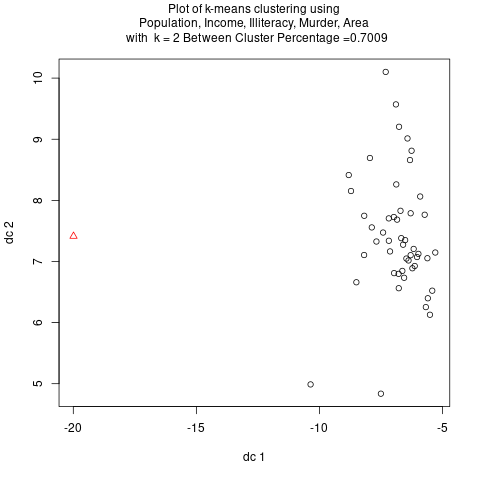 Plot of k-means clustering using
Population, Income, Illiteracy, Murder, Area
with k = 2 Between Cluster Percentage =0.7009
10
9
8
7
6
5
dc 2
-20
-15
-10
-5
dc 1